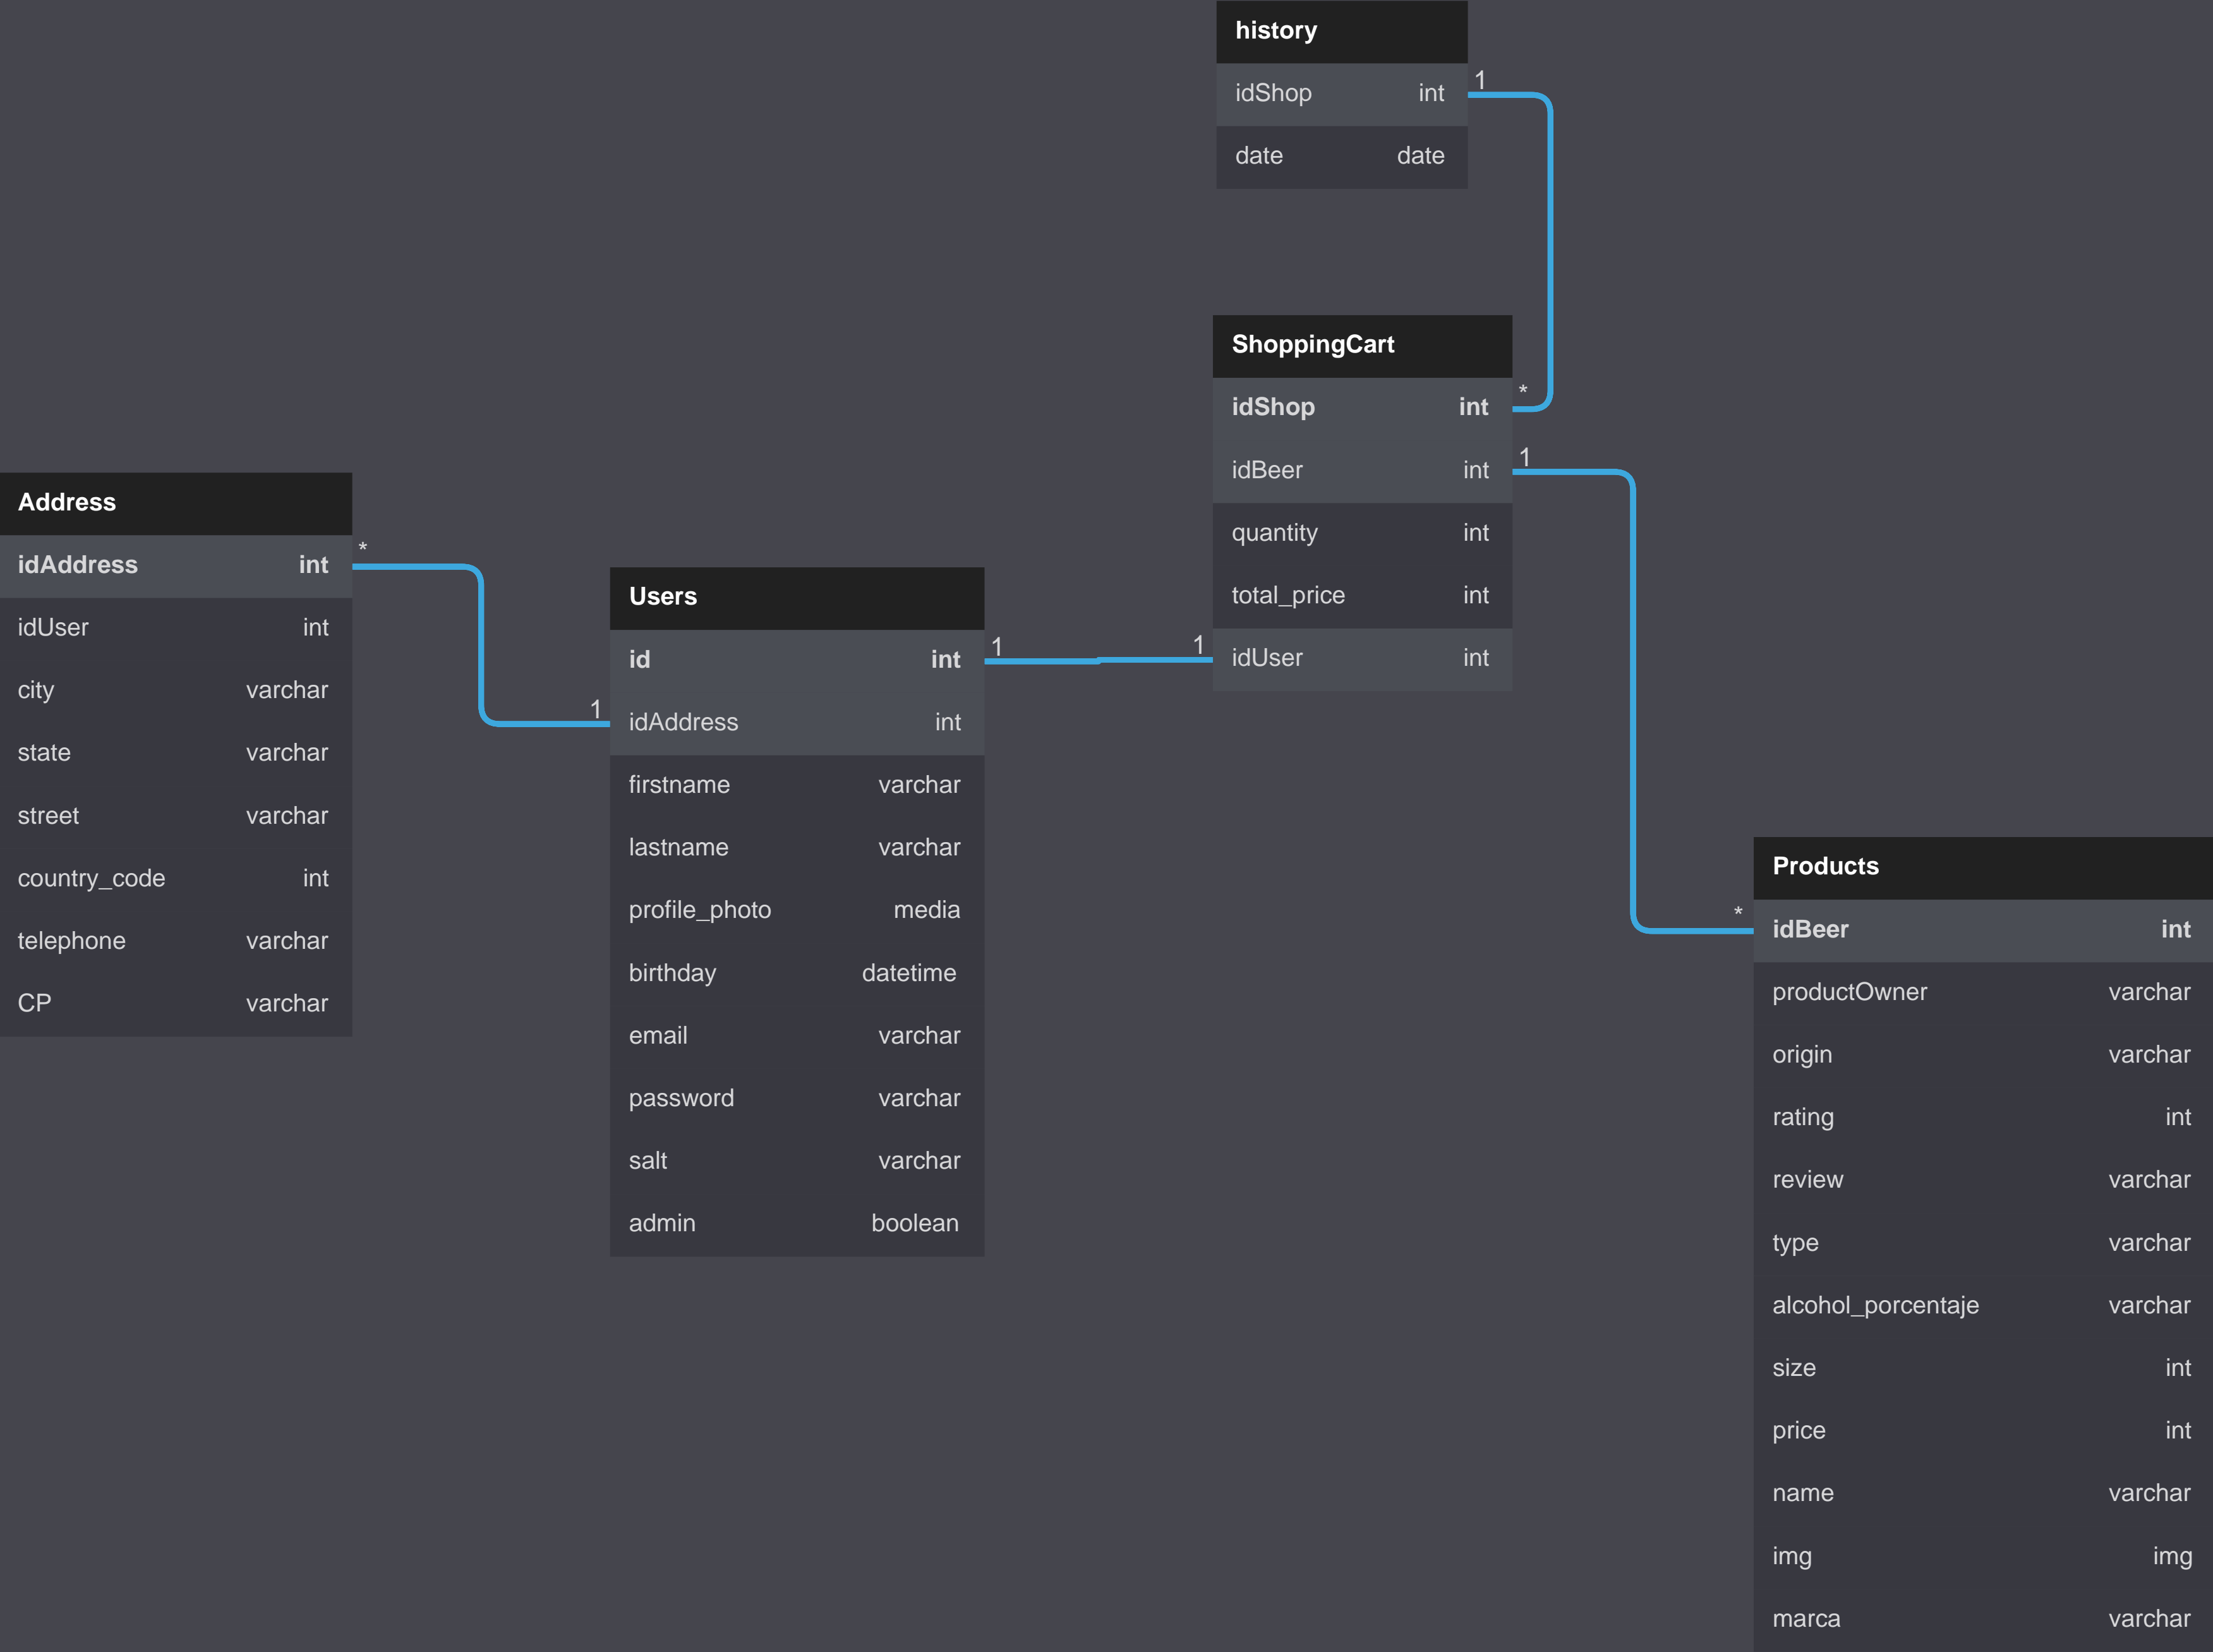 history
idShop int
date date
1
ShoppingCart
idShop int
*
idBeer int
1
quantity int
total_price int
idUser int
1
Address
idAddress int
*
idUser int
city varchar
state varchar
street varchar
country_code int
telephone varchar
CP varchar
Users
id int
1
idAddress int
1
firstname varchar
lastname varchar
profile_photo media
birthday datetime
email varchar
password varchar
salt varchar
admin boolean
Products
idBeer int
*
productOwner varchar
origin varchar
rating int
review varchar
type varchar
alcohol_porcentaje varchar
size int
price int
name varchar
img img
marca varchar